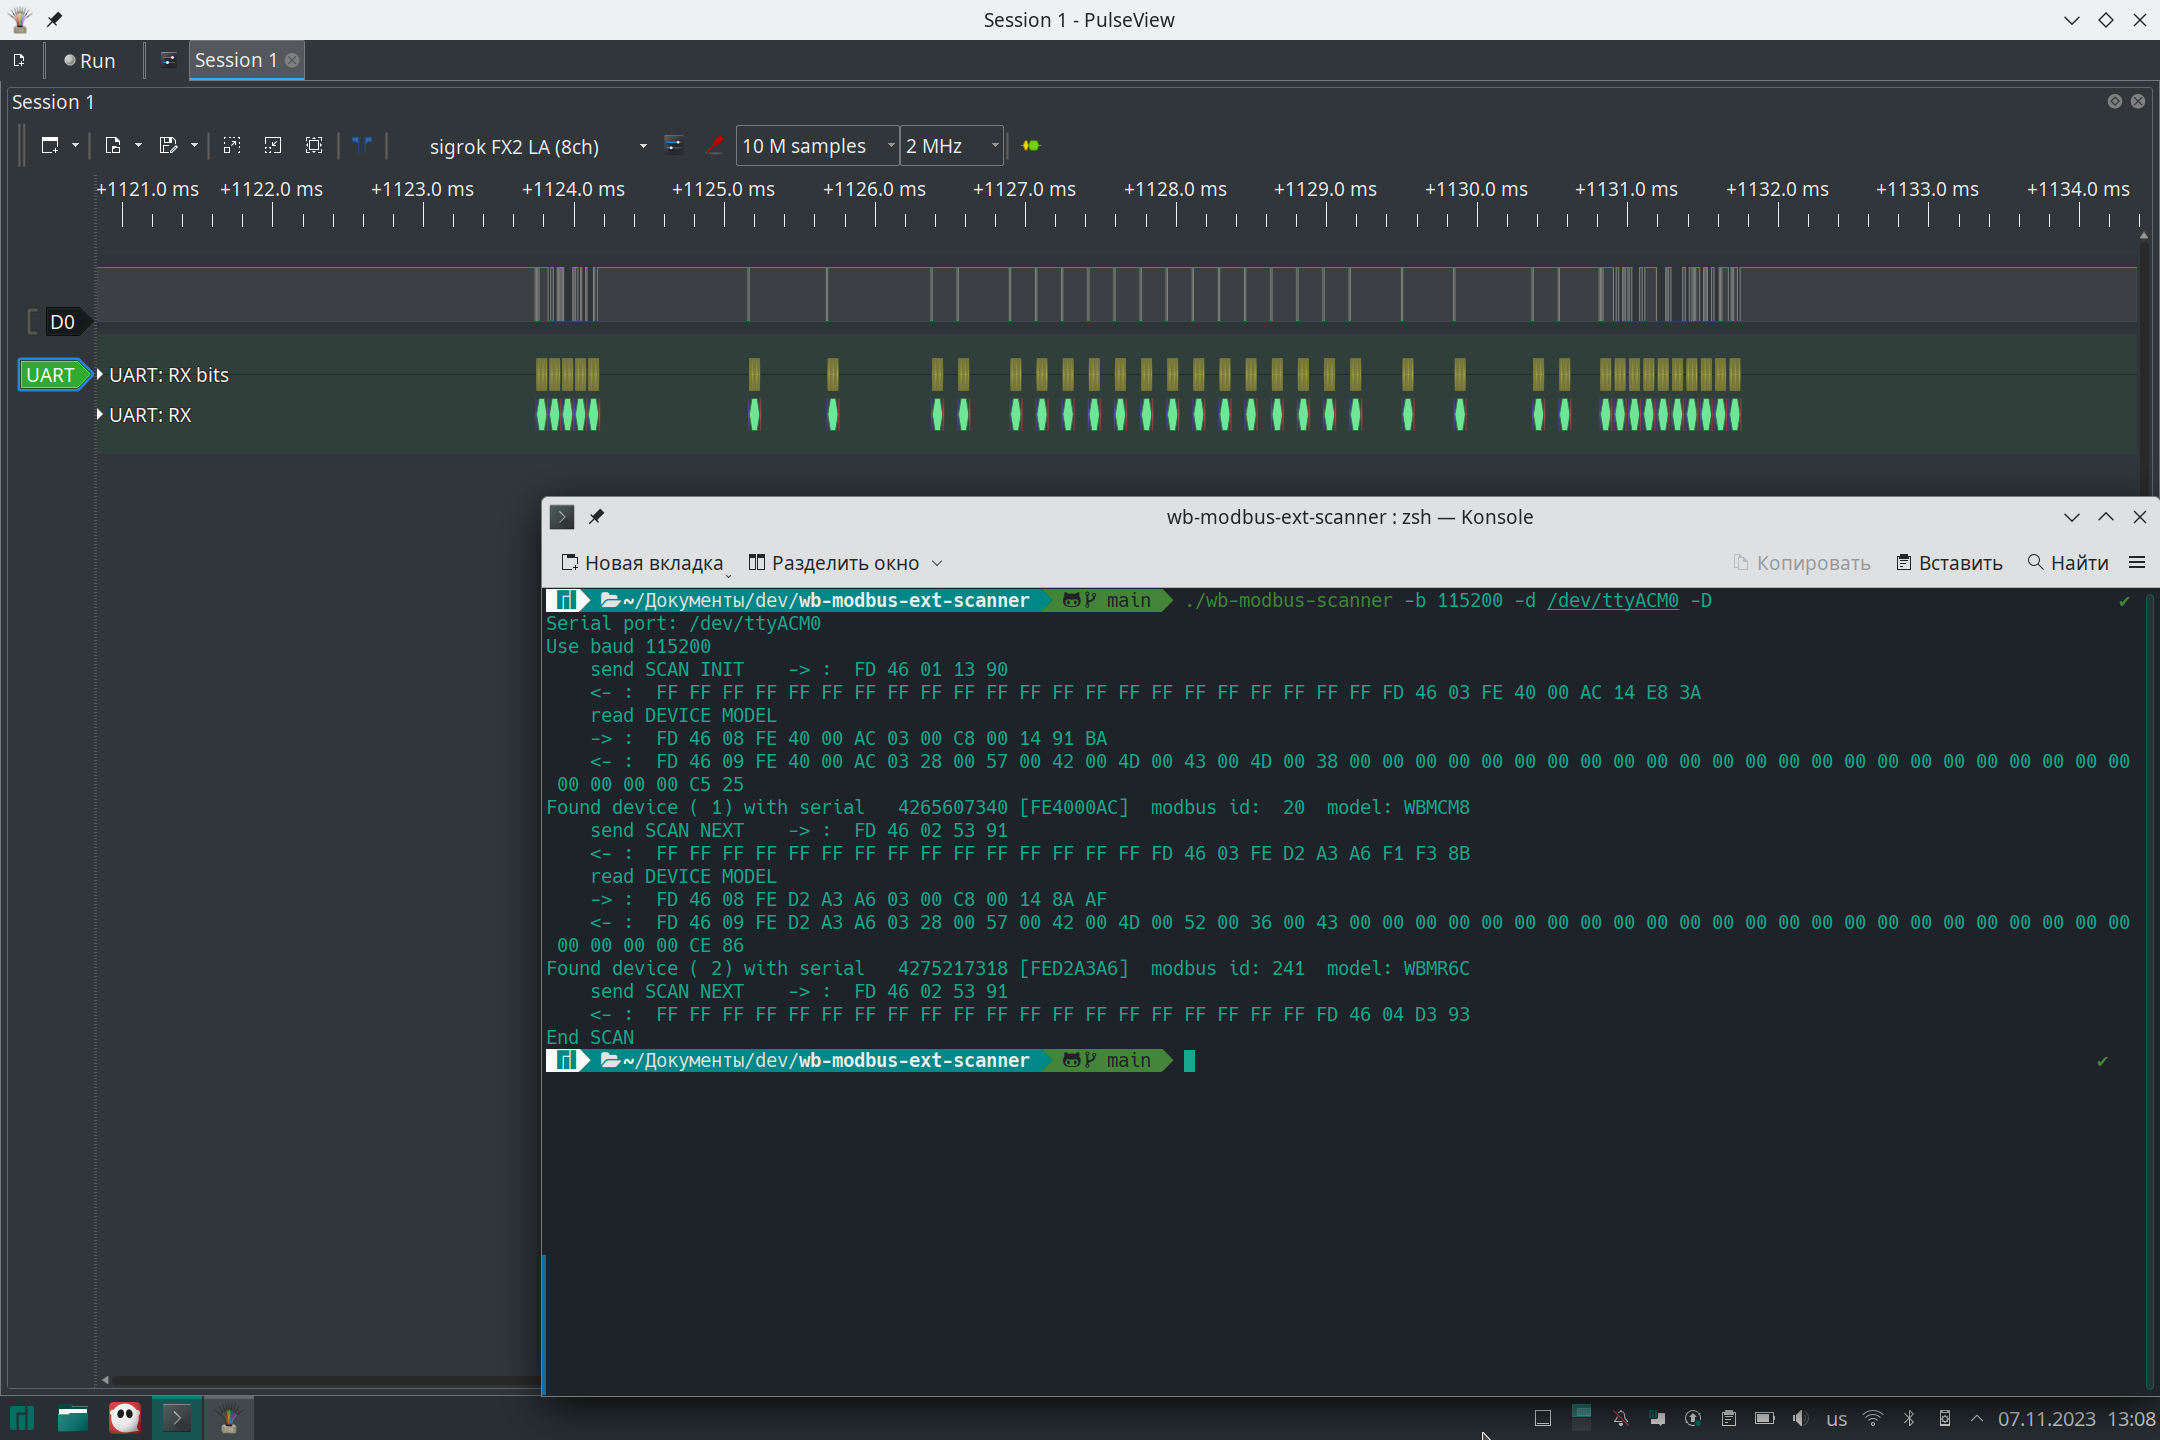 Session 1 - PulseView
Run
Session 1
Session 1
sigrok FX2 LA (8ch) 10 M samples 2 MHz
+1121.0 ms +1122.0 ms +1123.0 ms +1124.0 ms +1125.0 ms +1126.0 ms +1127.0 ms +1128.0 ms +1129.0 ms +1130.0 ms +1131.0 ms +1132.0 ms +1133.0 ms +1134.0 ms
D0
UART UART: RX bits
UART: RX
wb-modbus-ext-scanner : zsh — Konsole
Новая вкладка Разделить окно Копировать Вставить Найти
~/Документы/dev/wb-modbus-ext-scanner main ./wb-modbus-scanner -b 115200 -d /dev/ttyACM0 -D ✔
Serial port: /dev/ttyACM0
Use baud 115200
send SCAN INIT -> : FD 46 01 13 90
<- : FF FF FF FF FF FF FF FF FF FF FF FF FF FF FF FF FF FF FF FF FF FF FD 46 03 FE 40 00 AC 14 E8 3A
read DEVICE MODEL
-> : FD 46 08 FE 40 00 AC 03 00 C8 00 14 91 BA
<- : FD 46 09 FE 40 00 AC 03 28 00 57 00 42 00 4D 00 43 00 4D 00 38 00 00 00 00 00 00 00 00 00 00 00 00 00 00 00 00 00 00 00 00 00 00 00 00
00 00 00 00 C5 25
Found device ( 1) with serial 4265607340 [FE4000AC] modbus id: 20 model: WBMCM8
send SCAN NEXT -> : FD 46 02 53 91
<- : FF FF FF FF FF FF FF FF FF FF FF FF FF FF FF FD 46 03 FE D2 A3 A6 F1 F3 8B
read DEVICE MODEL
-> : FD 46 08 FE D2 A3 A6 03 00 C8 00 14 8A AF
<- : FD 46 09 FE D2 A3 A6 03 28 00 57 00 42 00 4D 00 52 00 36 00 43 00 00 00 00 00 00 00 00 00 00 00 00 00 00 00 00 00 00 00 00 00 00 00 00
00 00 00 00 CE 86
Found device ( 2) with serial 4275217318 [FED2A3A6] modbus id: 241 model: WBMR6C
send SCAN NEXT -> : FD 46 02 53 91
<- : FF FF FF FF FF FF FF FF FF FF FF FF FF FF FF FF FF FF FF FF FD 46 04 D3 93
End SCAN
~/Документы/dev/wb-modbus-ext-scanner main ✔
us 07.11.2023 13:08